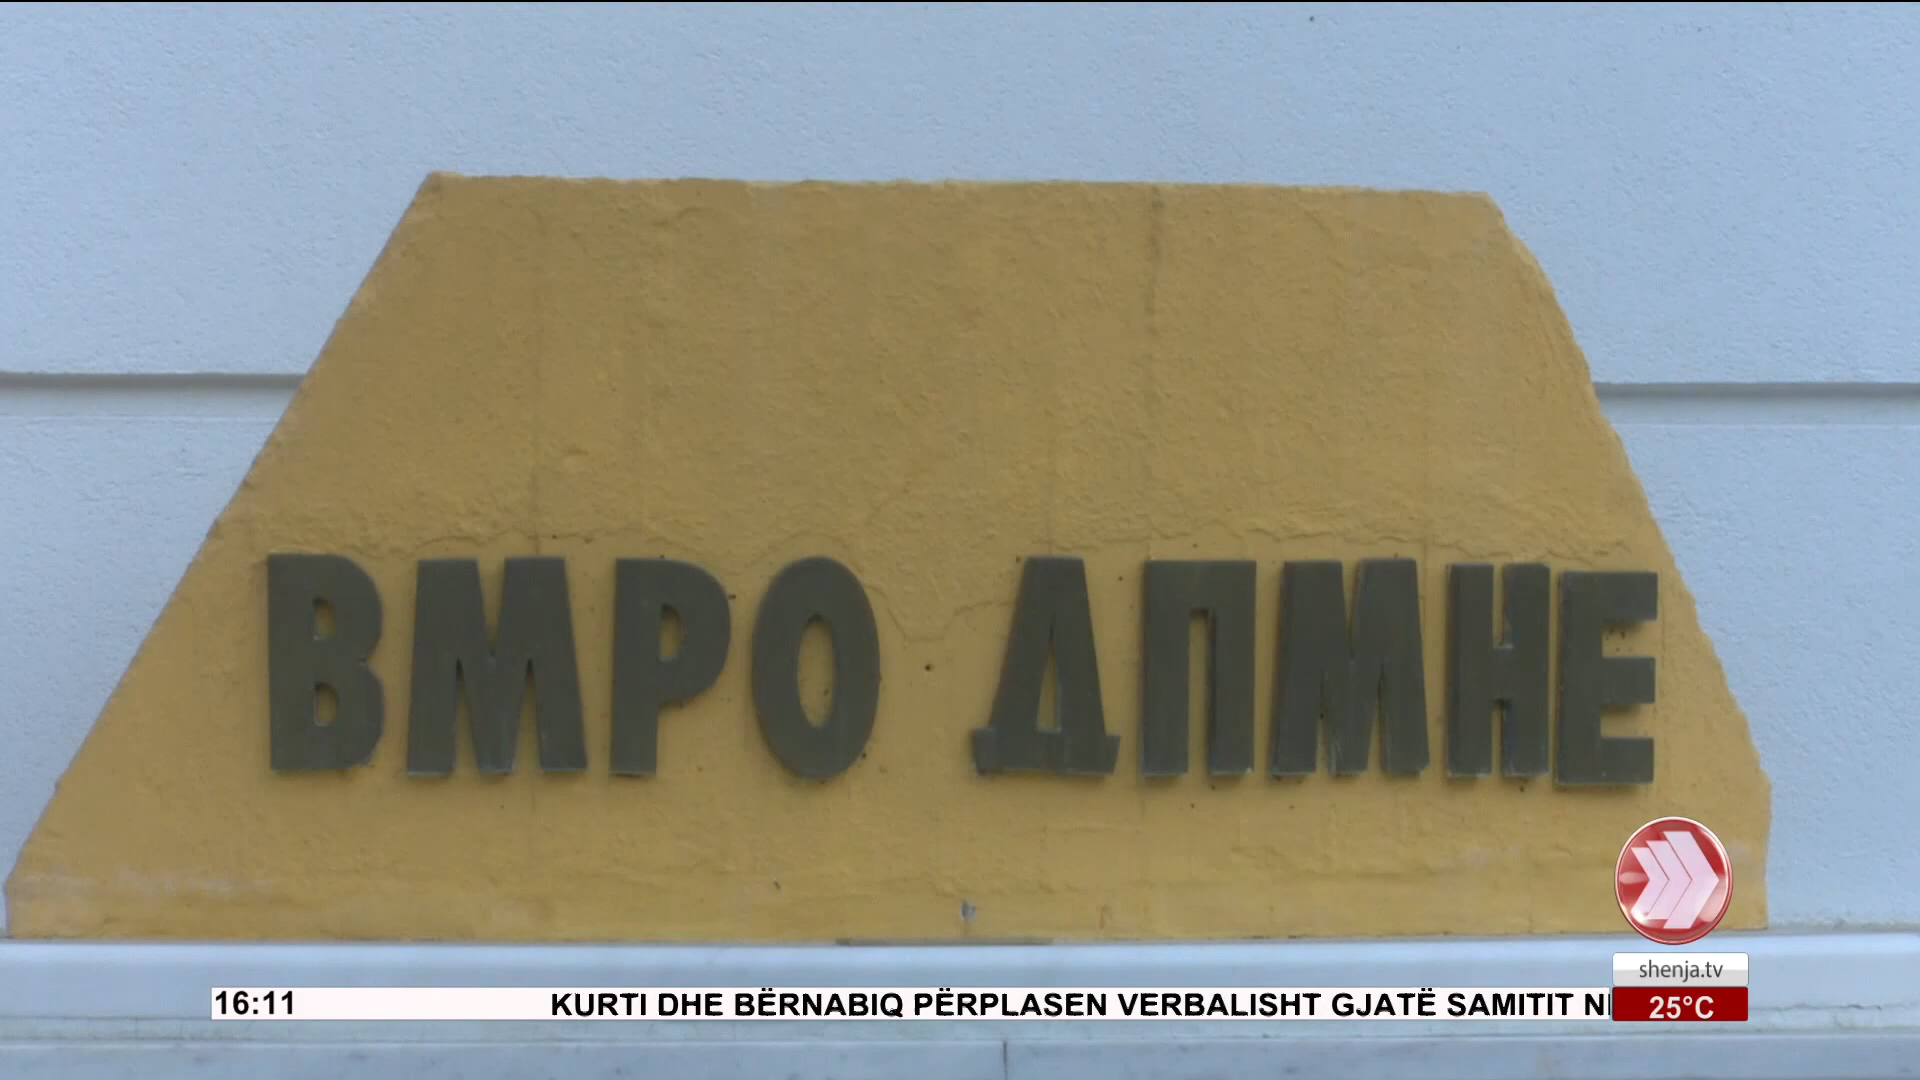 ВМРО ДПМНЕ
shenja.tv
16:11 KURTI DHE BËRNABIQ PËRPLASEN VERBALISHT GJATË SAMITIT
25°C